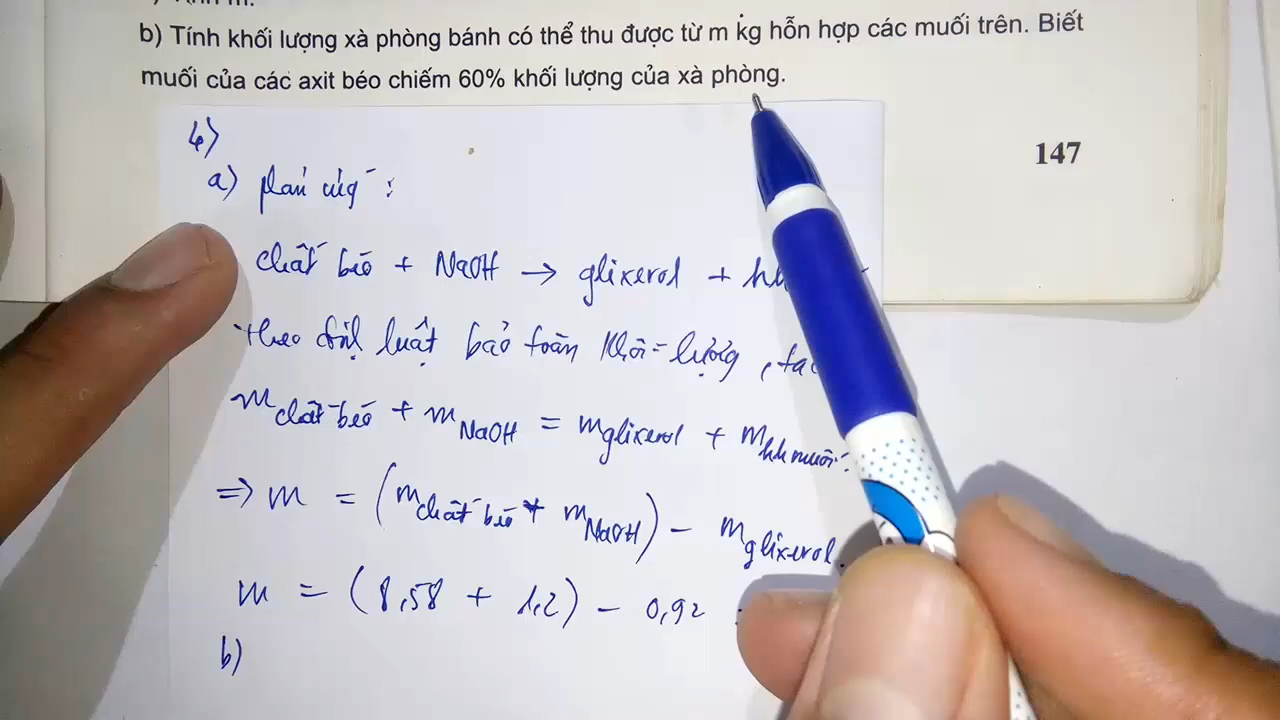 b) Tính khối lượng xà phòng bánh có thể thu được từ m kg hỗn hợp các muối trên. Biết
muối của các axit béo chiếm 60% khối lượng của xà phòng.
147
4)
a) phản ứng :
chất béo + NaOH → glixerol + hh
theo định luật bảo toàn khối lượng , ta
m chất béo + m NaOH = m glixerol + m hh muối.
=> m = (m chất béo + m NaOH) - m glixerol.
m = (8,58 + 1,2) - 0,92
b)